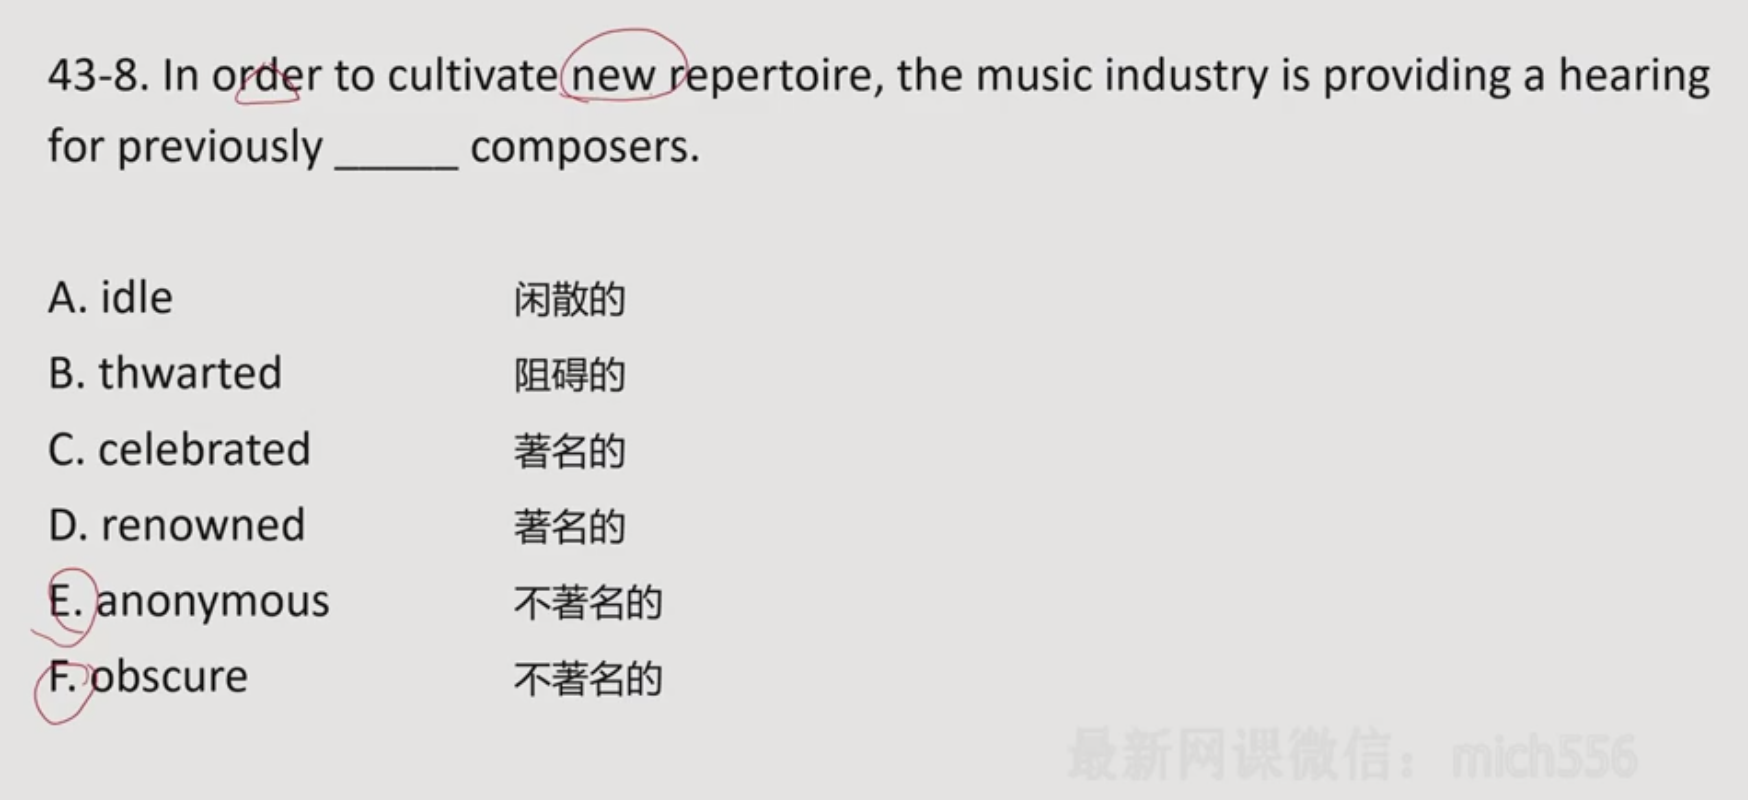 43-8. In order to cultivate new repertoire, the music industry is providing a hearing
for previously _____ composers.
A. idle 闲散的
B. thwarted 阻碍的
C. celebrated 著名的
D. renowned 著名的
E. anonymous 不著名的
F. obscure 不著名的
最新网课微信：mich556